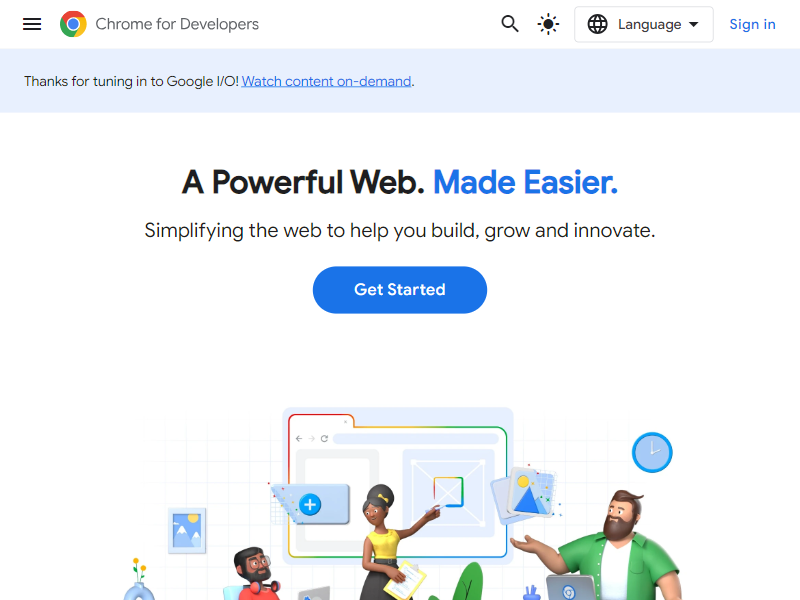 Chrome for Developers
Language
Sign in
Thanks for tuning in to Google I/O! Watch content on-demand.
A Powerful Web. Made Easier.
Simplifying the web to help you build, grow and innovate.
Get Started